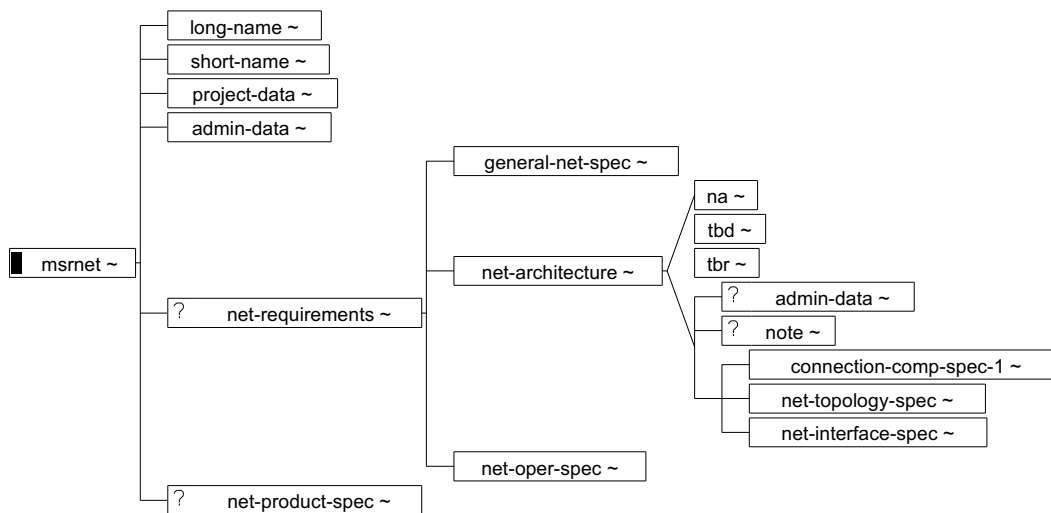 long-name ~
short-name ~
project-data ~
admin-data ~
general-net-spec ~
na ~
tbd ~
msrnet ~
net-architecture ~
tbr ~
? admin-data ~
? net-requirements ~
? note ~
connection-comp-spec-1 ~
net-topology-spec ~
net-interface-spec ~
net-oper-spec ~
? net-product-spec ~